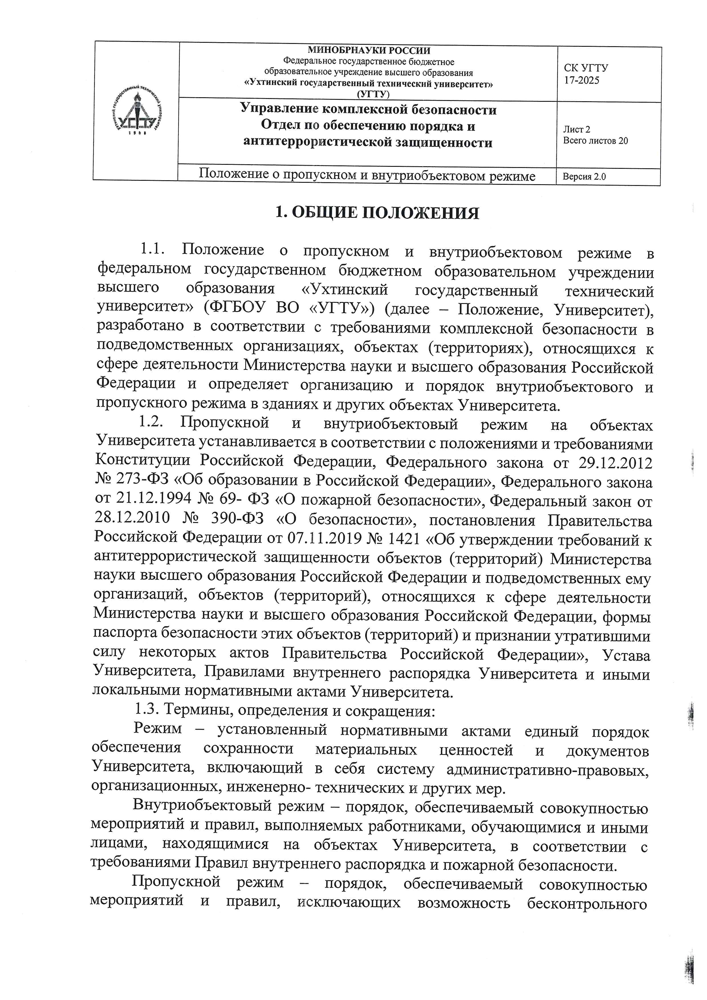 МИНОБРНАУКИ РОССИИ
Федеральное государственное бюджетное
образовательное учреждение высшего образования
«Ухтинский государственный технический университет»
(УГТУ)
СК УГТУ
17-2025
государственный технический университет
УГТУ
Управление комплексной безопасности
Отдел по обеспечению порядка и
антитеррористической защищенности
Лист 2
Всего листов 20
Положение о пропускном и внутриобъектовом режиме
Версия 2.0
1. ОБЩИЕ ПОЛОЖЕНИЯ
1.1. Положение о пропускном и внутриобъектовом режиме в
федеральном государственном бюджетном образовательном учреждении
высшего образования «Ухтинский государственный технический
университет» (ФГБОУ ВО «УГТУ») (далее – Положение, Университет),
разработано в соответствии с требованиями комплексной безопасности в
подведомственных организациях, объектах (территориях), относящихся к
сфере деятельности Министерства науки и высшего образования Российской
Федерации и определяет организацию и порядок внутриобъектового и
пропускного режима в зданиях и других объектах Университета.
1.2. Пропускной и внутриобъектовый режим на объектах
Университета устанавливается в соответствии с положениями и требованиями
Конституции Российской Федерации, Федерального закона от 29.12.2012
№ 273-ФЗ «Об образовании в Российской Федерации», Федерального закона
от 21.12.1994 № 69- ФЗ «О пожарной безопасности», Федеральный закон от
28.12.2010 № 390-ФЗ «О безопасности», постановления Правительства
Российской Федерации от 07.11.2019 № 1421 «Об утверждении требований к
антитеррористической защищенности объектов (территорий) Министерства
науки высшего образования Российской Федерации и подведомственных ему
организаций, объектов (территорий), относящихся к сфере деятельности
Министерства науки и высшего образования Российской Федерации, формы
паспорта безопасности этих объектов (территорий) и признании утратившими
силу некоторых актов Правительства Российской Федерации», Устава
Университета, Правилами внутреннего распорядка Университета и иными
локальными нормативными актами Университета.
1.3. Термины, определения и сокращения:
Режим – установленный нормативными актами единый порядок
обеспечения сохранности материальных ценностей и документов
Университета, включающий в себя систему административно-правовых,
организационных, инженерно- технических и других мер.
Внутриобъектовый режим – порядок, обеспечиваемый совокупностью
мероприятий и правил, выполняемых работниками, обучающимися и иными
лицами, находящимися на объектах Университета, в соответствии с
требованиями Правил внутреннего распорядка и пожарной безопасности.
Пропускной режим – порядок, обеспечиваемый совокупностью
мероприятий и правил, исключающих возможность бесконтрольного